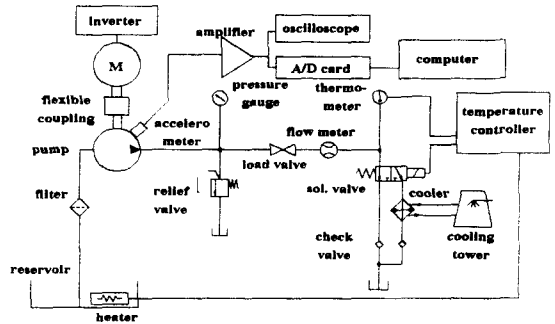 inverter
amplifier
oscilloscope
M
A/D card
computer
flexible
coupling
pressure
gauge
thermo-
meter
accelero
meter
temperature
controller
flow meter
pump
load valve
sol. valve
filter
relief
valve
cooler
check
valve
cooling
tower
reservoir
heater